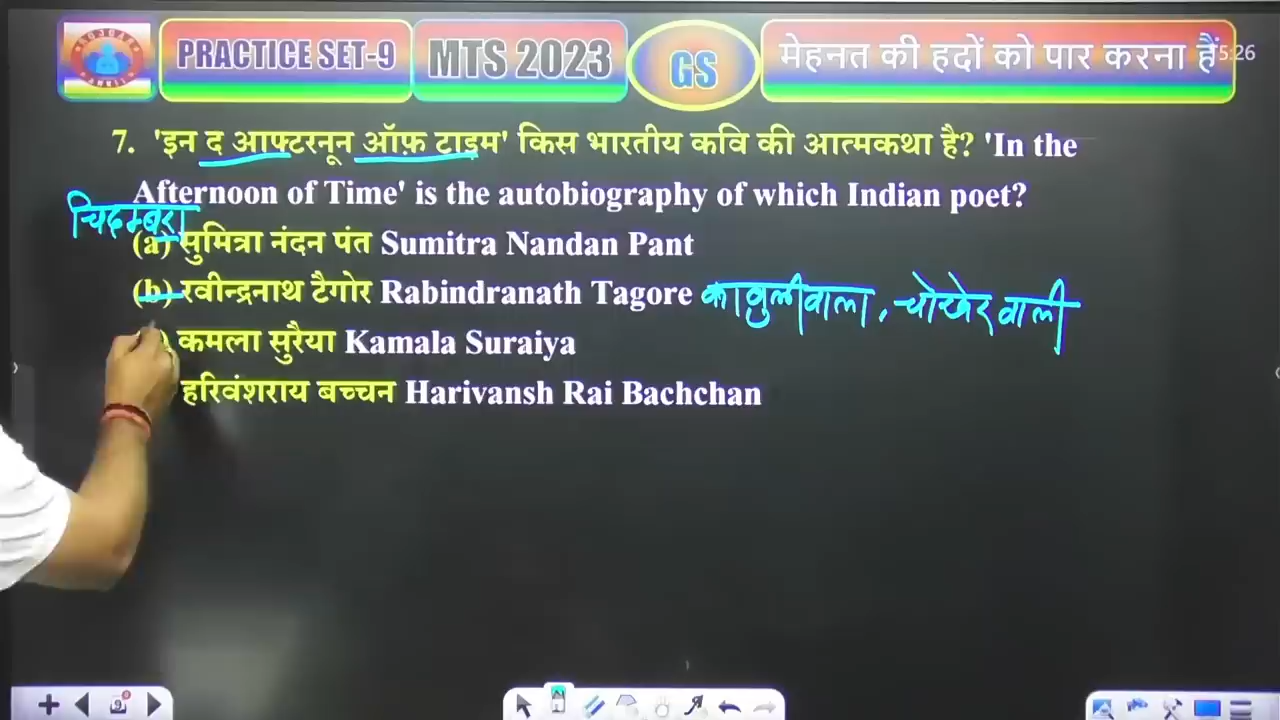 PRACTICE SET-9 MTS 2023 GS मेहनत की हदों को पार करना हैं 5:26
7. 'इन द आफ्टरनून ऑफ़ टाइम' किस भारतीय कवि की आत्मकथा है? 'In the
Afternoon of Time' is the autobiography of which Indian poet?
चिदम्बरा
(a) सुमित्रा नंदन पंत Sumitra Nandan Pant
(b) रवीन्द्रनाथ टैगोर Rabindranath Tagore काबुलीवाला, चोखेर वाली
) कमला सुरैया Kamala Suraiya
हरिवंशराय बच्चन Harivansh Rai Bachchan